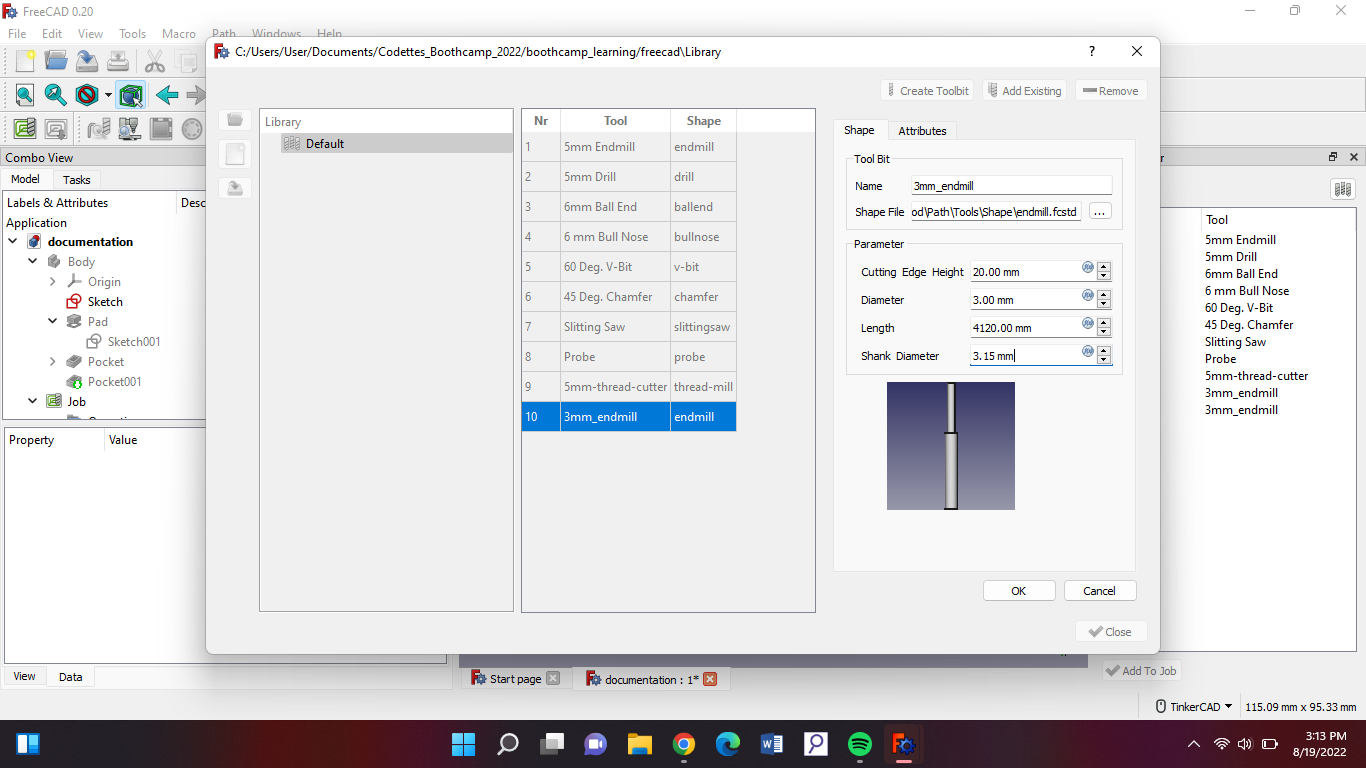 FreeCAD 0.20
File Edit View Tools Macro Path Windows Help
C:/Users/User/Documents/Codettes_Boothcamp_2022/boothcamp_learning/freecad\Library
?
Create Toolbit Add Existing Remove
Library
Default
Nr Tool Shape
1 5mm Endmill endmill
2 5mm Drill drill
3 6mm Ball End ballend
4 6 mm Bull Nose bullnose
5 60 Deg. V-Bit v-bit
6 45 Deg. Chamfer chamfer
7 Slitting Saw slittingsaw
8 Probe probe
9 5mm-thread-cutter thread-mill
10 3mm_endmill endmill
Shape Attributes
Tool Bit
Name 3mm_endmill
Shape File od\Path\Tools\Shape\endmill.fcstd ...
Parameter
Cutting Edge Height 20.00 mm
Diameter 3.00 mm
Length 4120.00 mm
Shank Diameter 3.15 mm
OK Cancel
Close
Combo View
Model Tasks
Labels & Attributes Desc
Application
documentation
Body
Origin
Sketch
Pad
Sketch001
Pocket
Pocket001
Job
Property Value
View Data
Tool
5mm Endmill
5mm Drill
6mm Ball End
6 mm Bull Nose
60 Deg. V-Bit
45 Deg. Chamfer
Slitting Saw
Probe
5mm-thread-cutter
3mm_endmill
3mm_endmill
Add To Job
Start page documentation : 1*
TinkerCAD 115.09 mm x 95.33 mm
3:13 PM
8/19/2022